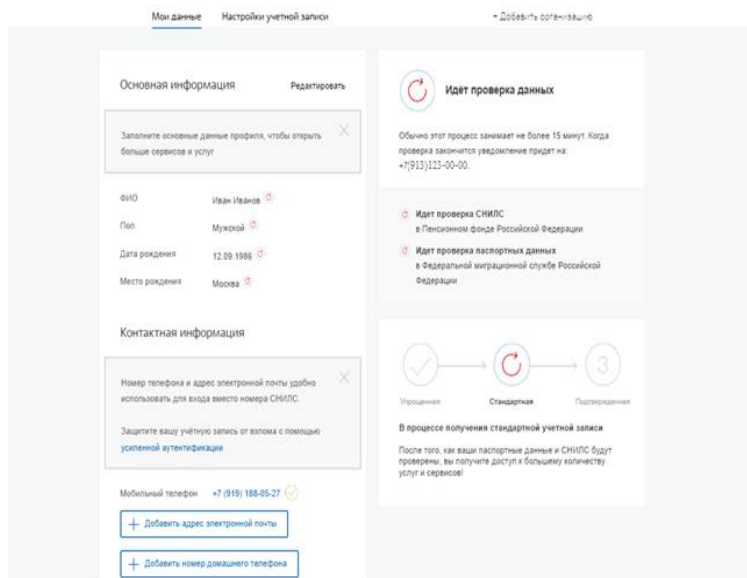 Мои данные
Настройки учетной записи
+ Добавить организацию
Основная информация
Редактировать
Заполните основные данные профиля, чтобы открыть
больше сервисов и услуг
ФИО
Иван Иванов
Пол
Мужской
Дата рождения
12.09.1986
Место рождения
Москва
Контактная информация
Номер телефона и адрес электронной почты удобно
использовать для входа вместо номера СНИЛС.
Защитите вашу учётную запись от взлома с помощью
усиленной аутентификации
Мобильный телефон
+7 (919) 188-05-27
+ Добавить адрес электронной почты
+ Добавить номер домашнего телефона
Идёт проверка данных
Обычно этот процесс занимает не более 15 минут. Когда
проверка закончится уведомление придет на:
+7(915)123-00-00.
Идет проверка СНИЛС
в Пенсионном фонде Российской Федерации
Идет проверка паспортных данных
в Федеральной миграционной службе Российской
Федерации
3
Упрощенная
Стандартная
Подтвержденная
В процессе получения стандартной учетной записи
После того, как ваши паспортные данные и СНИЛС будут
проверены, вы получите доступ к большему количеству
услуг и сервисов!